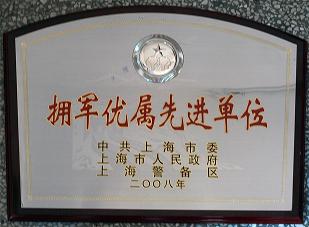 拥军优属先进单位
中共上海市委
上海市人民政府
上海警备区
二〇〇八年